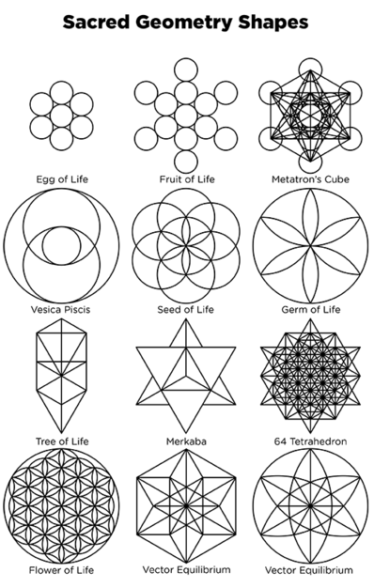 Sacred Geometry Shapes
Egg of Life
Fruit of Life
Metatron's Cube
Vesica Piscis
Seed of Life
Germ of Life
Tree of Life
Merkaba
64 Tetrahedron
Flower of Life
Vector Equilibrium
Vector Equilibrium